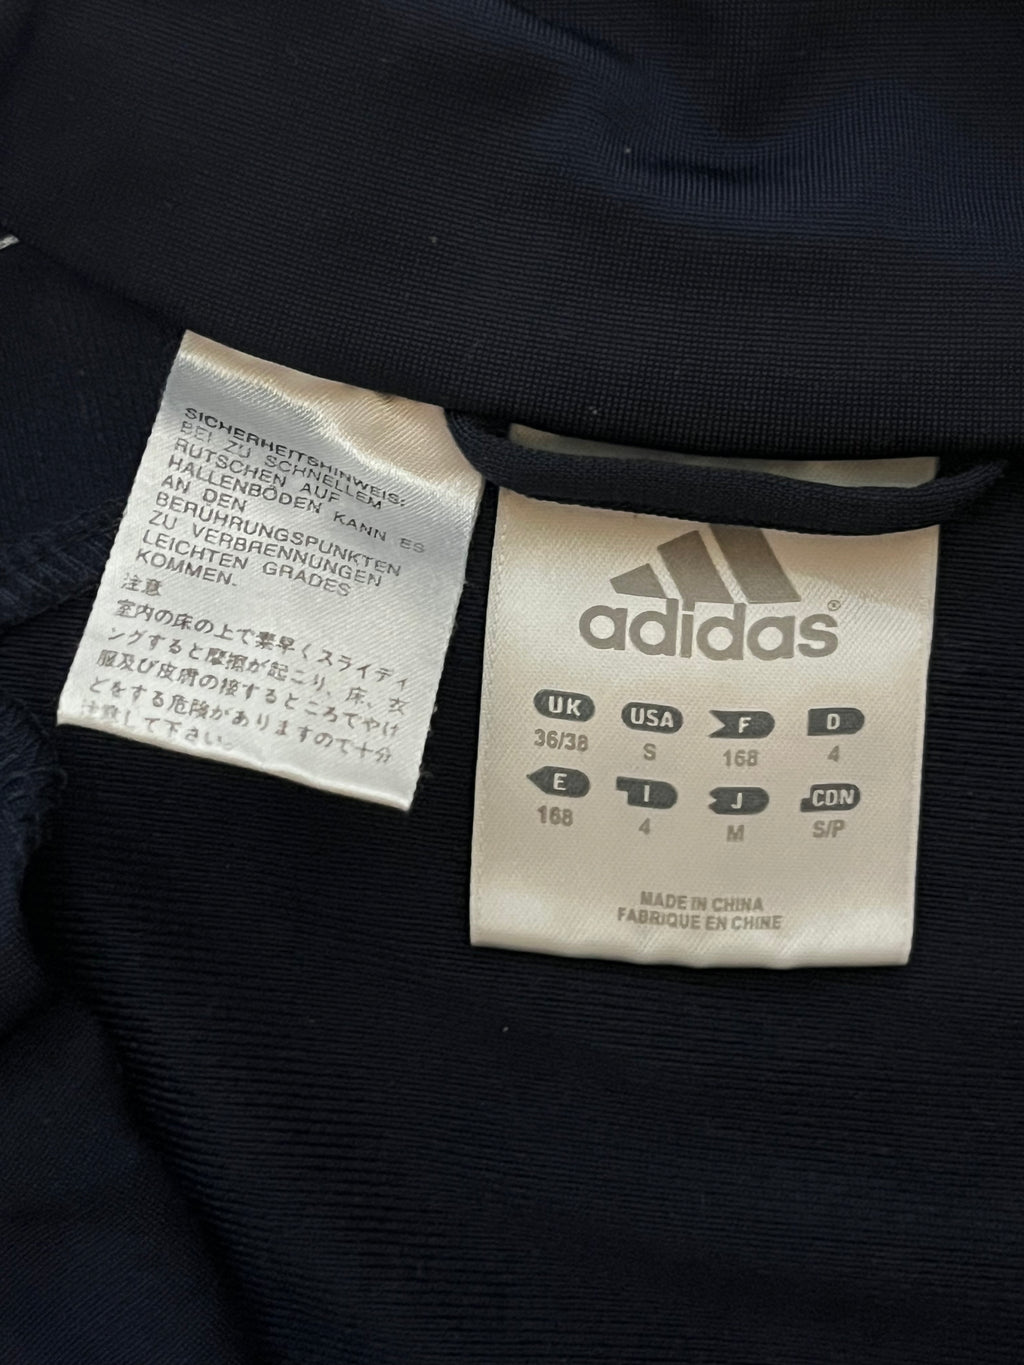 SICHERHEITSHINWEIS:
BEI ZU SCHNELLEM
RUTSCHEN AUF
HALLENBÖDEN KANN ES
AN DEN
BERÜHRUNGSPUNKTEN
ZU VERBRENNUNGEN
LEICHTEN GRADES
KOMMEN.
注意
室内の床の上で素早くスライディ
ングすると摩擦が起こり、床、衣
服及び皮膚の接するところでやけ
どをする危険がありますので十分
注意して下さい。
adidas®
UK USA F D
36/38 S 168 4
E I J CDN
168 4 M S/P
MADE IN CHINA
FABRIQUE EN CHINE